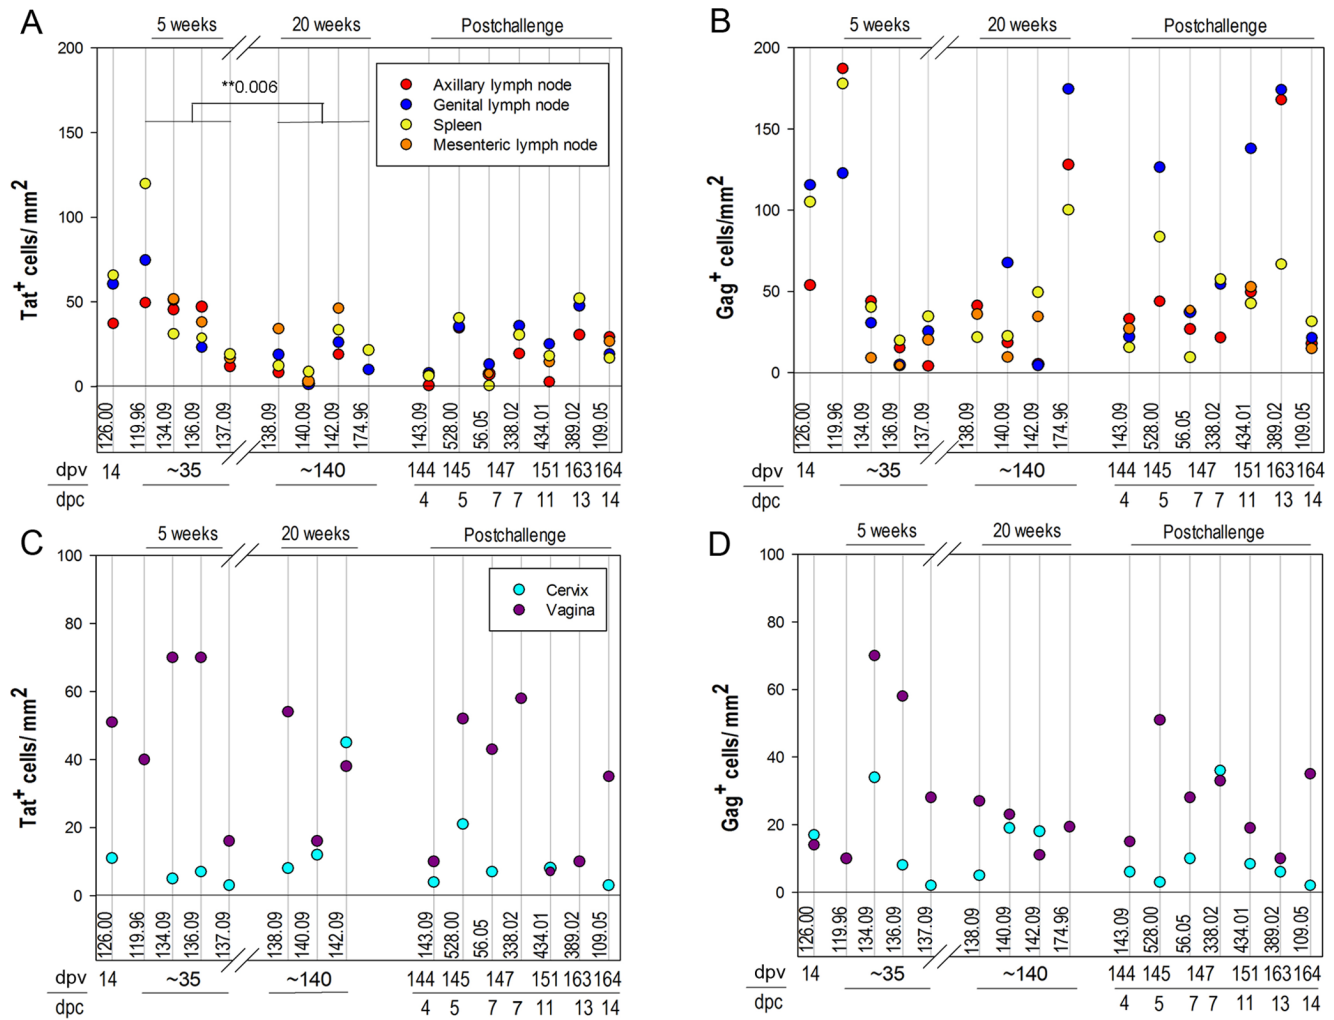 A
5 weeks
20 weeks
Postchallenge
200
150
100
50
0
Tat+ cells/ mm2
**0.006
Axillary lymph node
Genital lymph node
Spleen
Mesenteric lymph node
126.00
119.96
134.09
136.09
137.09
138.09
140.09
142.09
174.96
143.09
528.00
56.05
338.02
434.01
389.02
109.05
dpv 14 ~35 ~140 144 145 147 151 163 164
dpc 4 5 7 7 11 13 14
B
5 weeks
20 weeks
Postchallenge
200
150
100
50
0
Gag+ cells/mm2
126.00
119.96
134.09
136.09
137.09
138.09
140.09
142.09
174.96
143.09
528.00
56.05
338.02
434.01
389.02
109.05
dpv 14 ~35 ~140 144 145 147 151 163 164
dpc 4 5 7 7 11 13 14
C
5 weeks
20 weeks
Postchallenge
100
80
60
40
20
0
Tat+ cells/ mm2
Cervix
Vagina
126.00
119.96
134.09
136.09
137.09
138.09
140.09
142.09
143.09
528.00
56.05
338.02
434.01
389.02
109.05
dpv 14 ~35 ~140 144 145 147 151 163 164
dpc 4 5 7 7 11 13 14
D
5 weeks
20 weeks
Postchallenge
100
80
60
40
20
0
Gag+ cells/ mm2
126.00
119.96
134.09
136.09
137.09
138.09
140.09
142.09
174.96
143.09
528.00
56.05
338.02
434.01
389.02
109.05
dpv 14 ~35 ~140 144 145 147 151 163 164
dpc 4 5 7 7 11 13 14